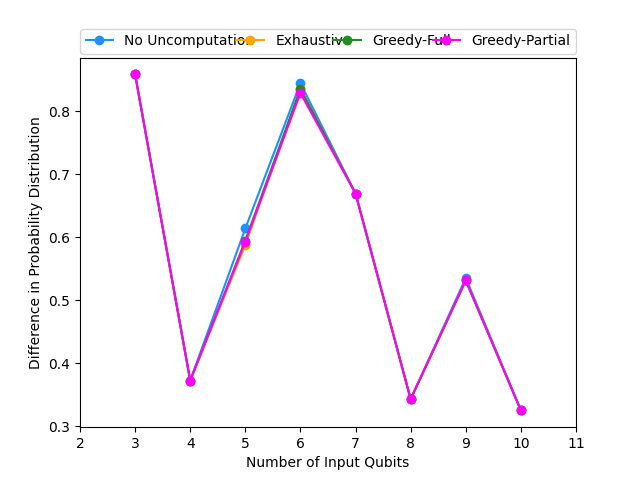 No Uncomputation Exhaustive Greedy-Full Greedy-Partial
0.8
0.7
0.6
0.5
0.4
0.3
Difference in Probability Distribution
2 3 4 5 6 7 8 9 10 11
Number of Input Qubits